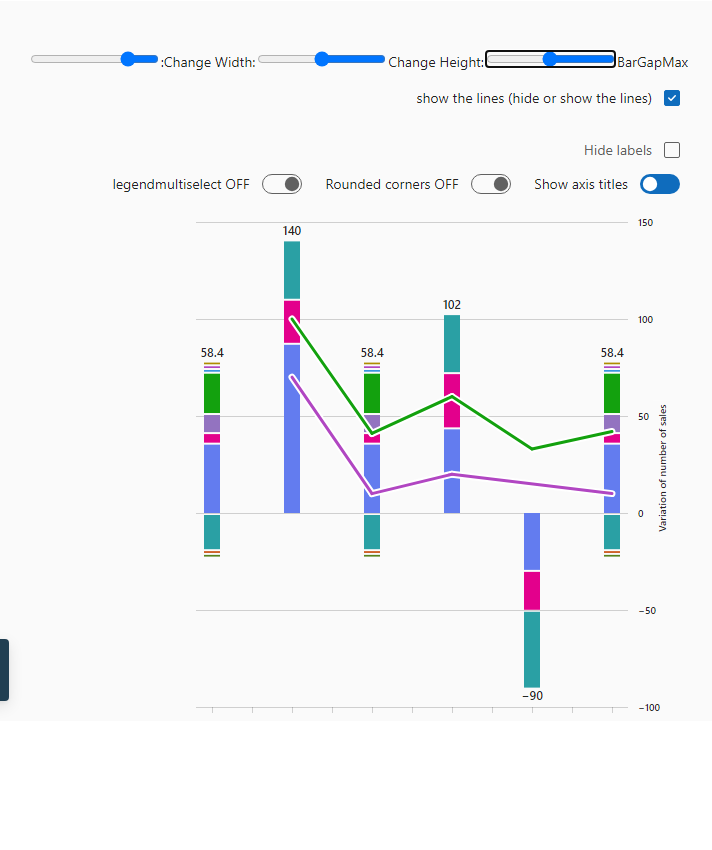 :Change Width: Change Height: BarGapMax
show the lines (hide or show the lines)
Hide labels
legendmultiselect OFF Rounded corners OFF Show axis titles
150
140
102
100
58.4 58.4 58.4
50
Variation of number of sales
0
−50
−90
−100